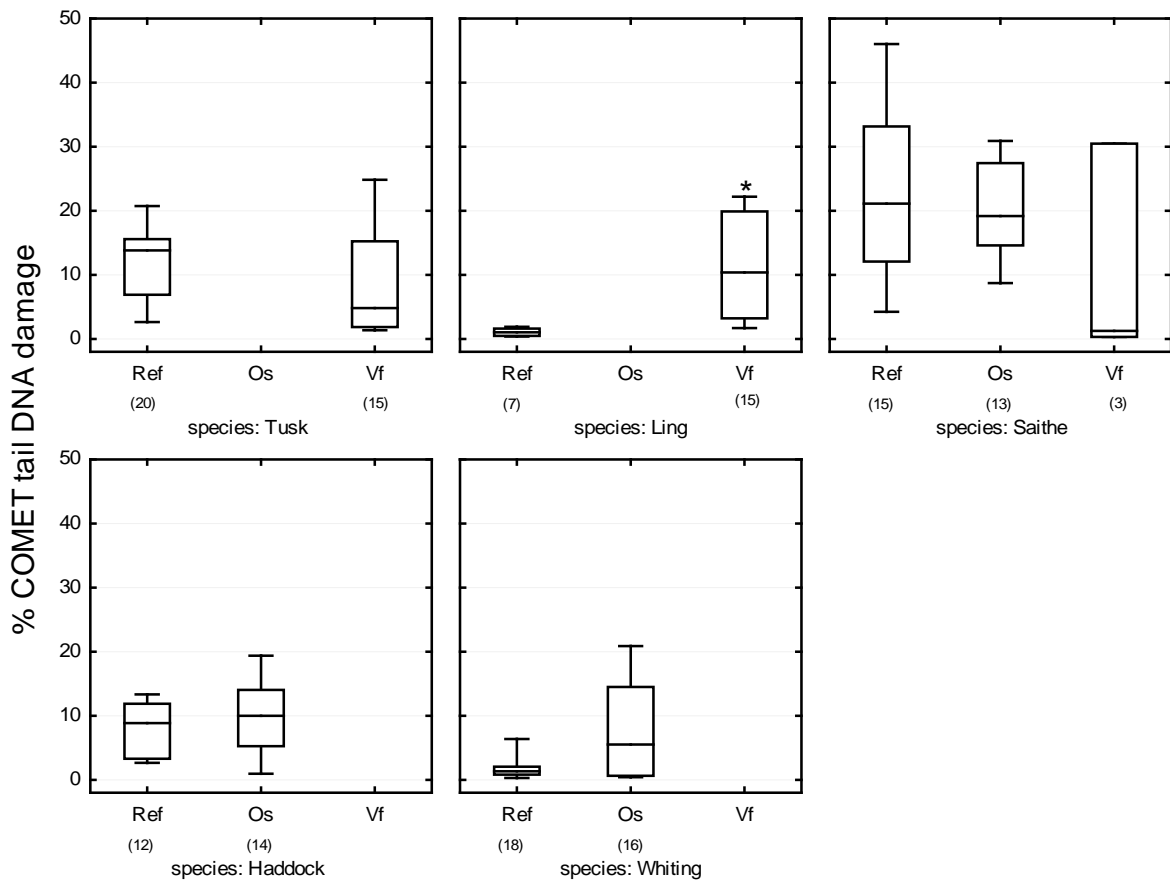 % COMET tail DNA damage
50
40
30
20
10
0
Ref Os Vf
(20) (15)
species: Tusk
*
Ref Os Vf
(7) (15)
species: Ling
Ref Os Vf
(15) (13) (3)
species: Saithe
50
40
30
20
10
0
Ref Os Vf
(12) (14)
species: Haddock
Ref Os Vf
(18) (16)
species: Whiting